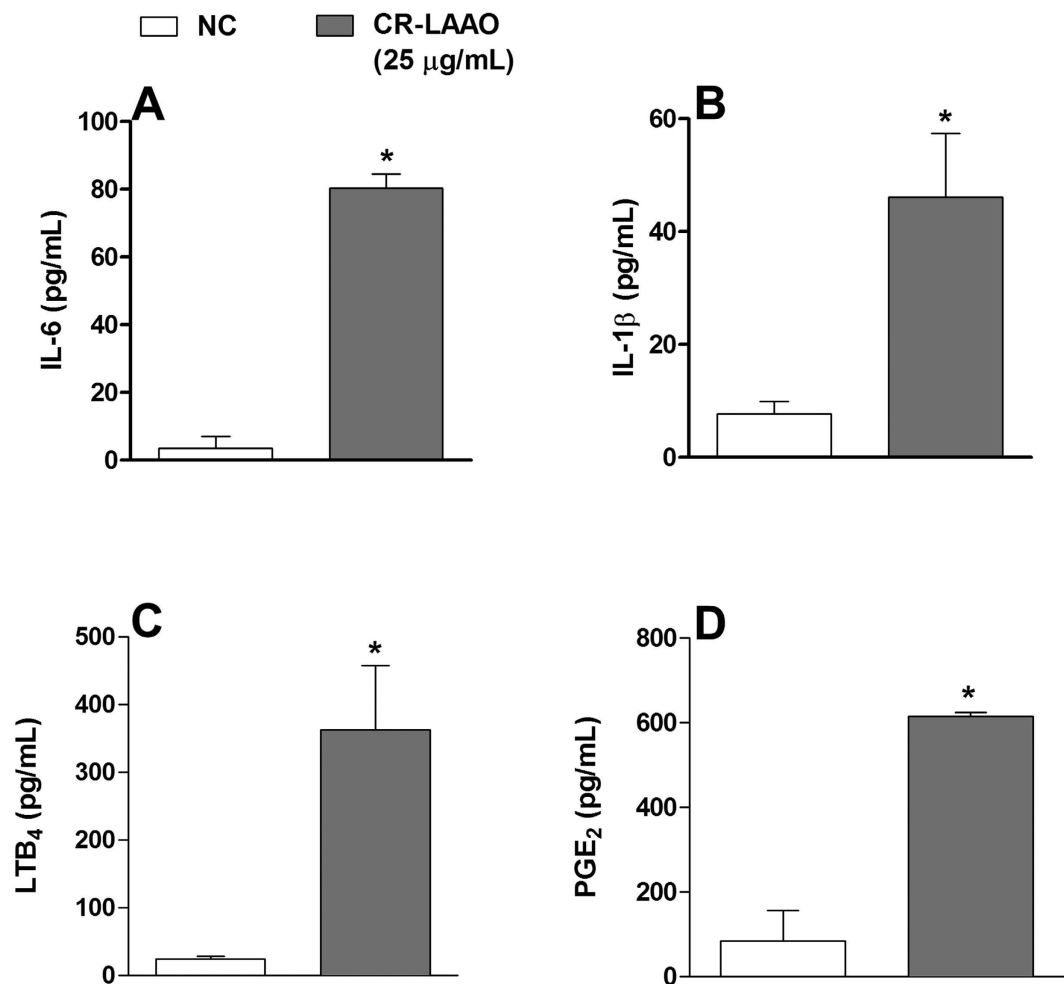 NC
CR-LAAO
(25 μg/mL)
A
100
80
60
40
20
0
IL-6 (pg/mL)
*
B
60
40
20
0
IL-1β (pg/mL)
*
C
500
400
300
200
100
0
LTB₄ (pg/mL)
*
D
800
600
400
200
0
PGE₂ (pg/mL)
*